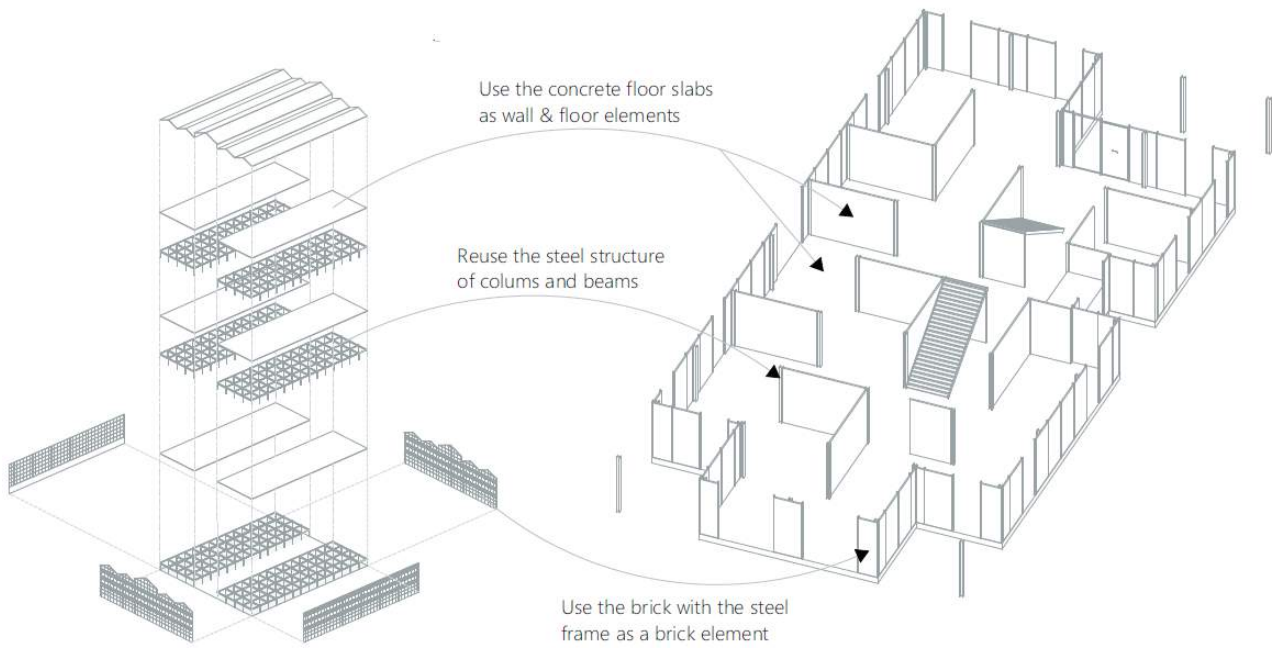 Use the concrete floor slabs
as wall & floor elements
Reuse the steel structure
of colums and beams
Use the brick with the steel
frame as a brick element